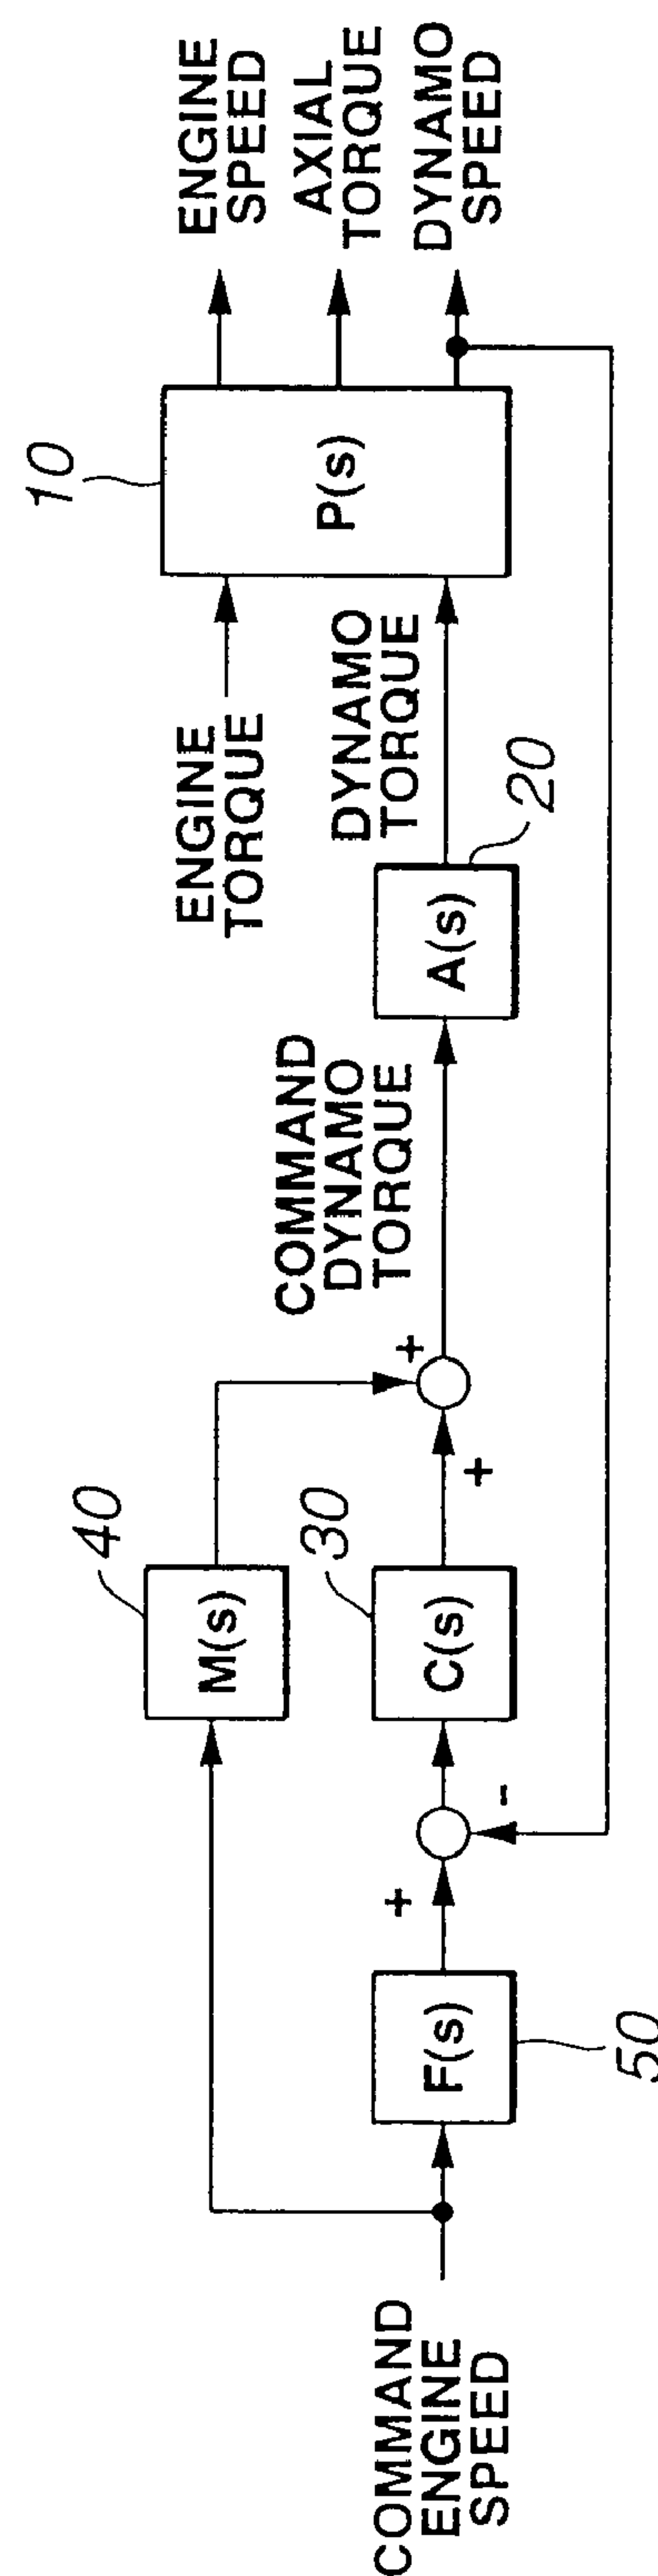 COMMAND
ENGINE
SPEED
F(s)
50
+
-
M(s)
40
C(s)
30
+
+
COMMAND
DYNAMO
TORQUE
A(s)
20
ENGINE
TORQUE
DYNAMO
TORQUE
P(s)
10
ENGINE
SPEED
AXIAL
TORQUE
DYNAMO
SPEED